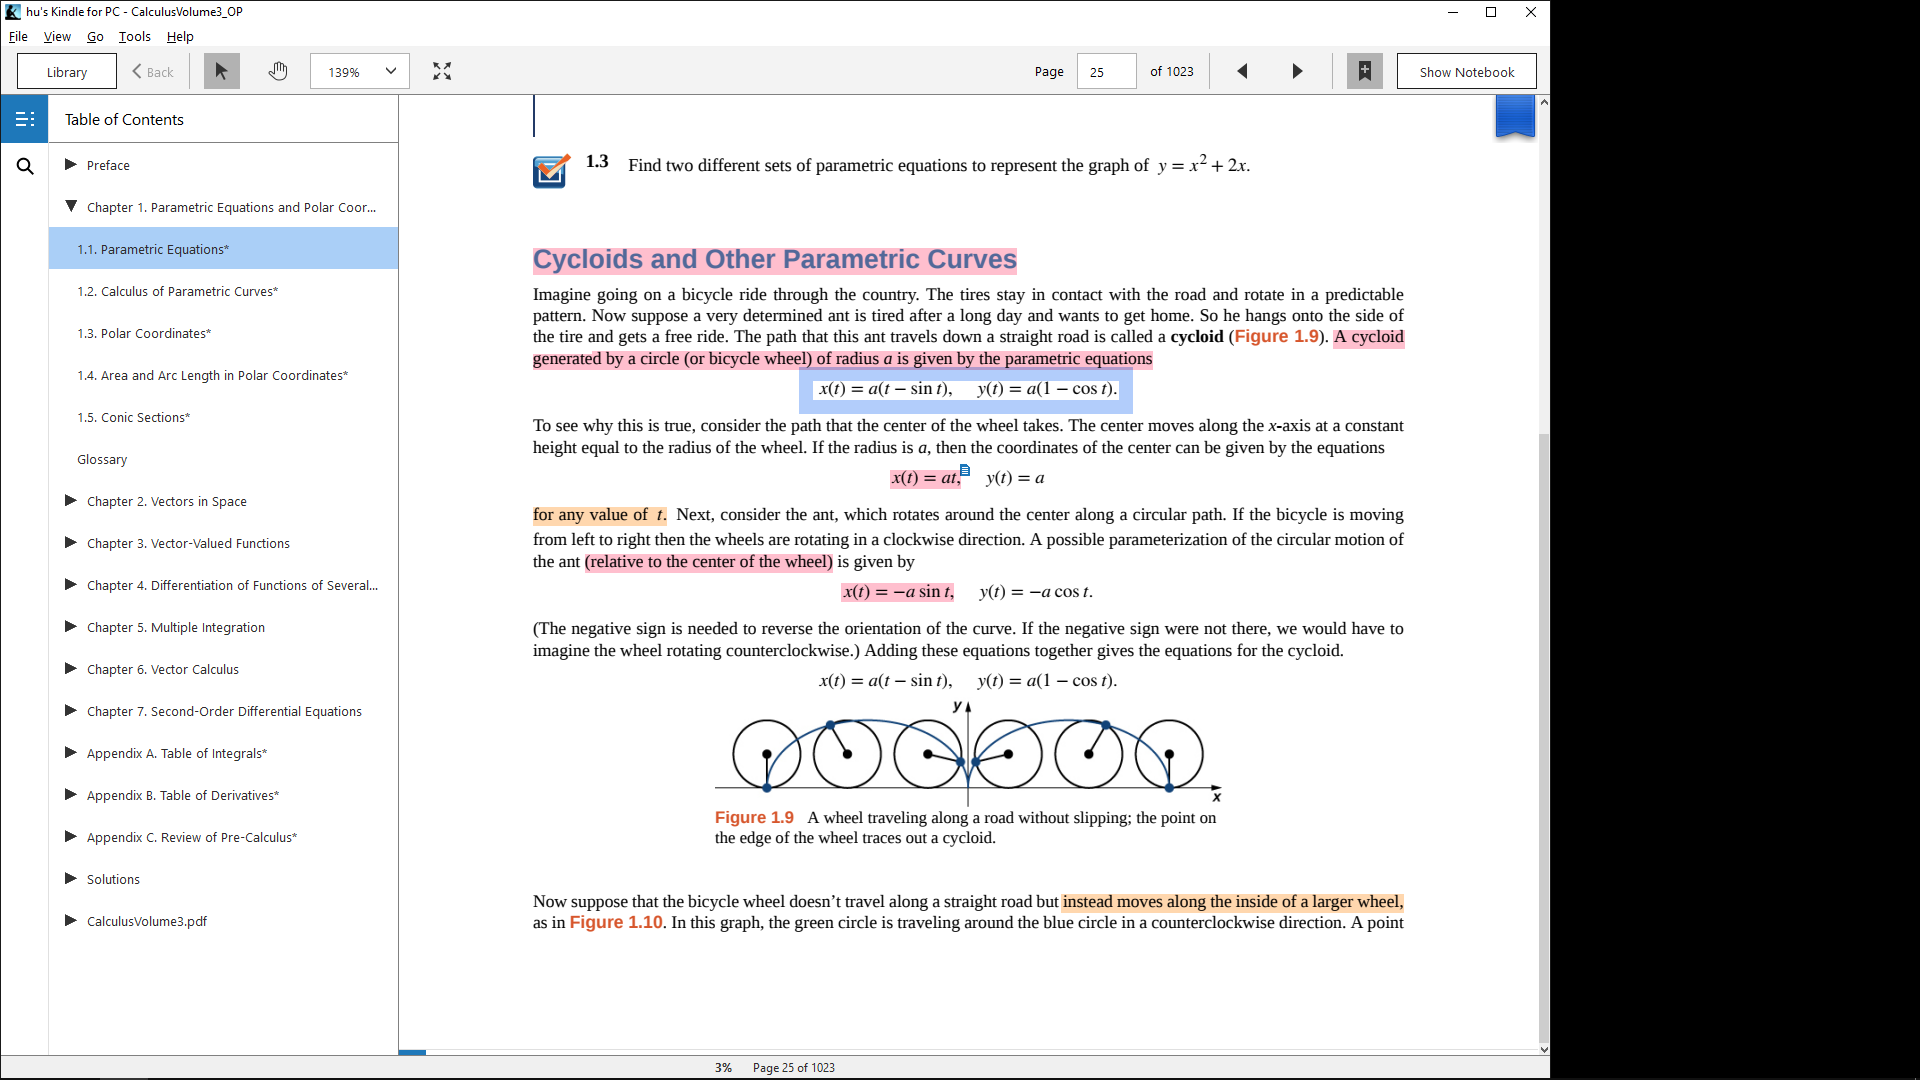 hu's Kindle for PC - CalculusVolume3_OP
File View Go Tools Help
Library Back 139% Page 25 of 1023 Show Notebook
Table of Contents
Preface
Chapter 1. Parametric Equations and Polar Coor...
1.1. Parametric Equations*
1.2. Calculus of Parametric Curves*
1.3. Polar Coordinates*
1.4. Area and Arc Length in Polar Coordinates*
1.5. Conic Sections*
Glossary
Chapter 2. Vectors in Space
Chapter 3. Vector-Valued Functions
Chapter 4. Differentiation of Functions of Several...
Chapter 5. Multiple Integration
Chapter 6. Vector Calculus
Chapter 7. Second-Order Differential Equations
Appendix A. Table of Integrals*
Appendix B. Table of Derivatives*
Appendix C. Review of Pre-Calculus*
Solutions
CalculusVolume3.pdf
1.3 Find two different sets of parametric equations to represent the graph of y = x² + 2x.
Cycloids and Other Parametric Curves
Imagine going on a bicycle ride through the country. The tires stay in contact with the road and rotate in a predictable
pattern. Now suppose a very determined ant is tired after a long day and wants to get home. So he hangs onto the side of
the tire and gets a free ride. The path that this ant travels down a straight road is called a cycloid (Figure 1.9). A cycloid
generated by a circle (or bicycle wheel) of radius a is given by the parametric equations
x(t) = a(t − sin t), y(t) = a(1 − cos t).
To see why this is true, consider the path that the center of the wheel takes. The center moves along the x-axis at a constant
height equal to the radius of the wheel. If the radius is a, then the coordinates of the center can be given by the equations
x(t) = at, y(t) = a
for any value of t. Next, consider the ant, which rotates around the center along a circular path. If the bicycle is moving
from left to right then the wheels are rotating in a clockwise direction. A possible parameterization of the circular motion of
the ant (relative to the center of the wheel) is given by
x(t) = −a sin t, y(t) = −a cos t.
(The negative sign is needed to reverse the orientation of the curve. If the negative sign were not there, we would have to
imagine the wheel rotating counterclockwise.) Adding these equations together gives the equations for the cycloid.
x(t) = a(t − sin t), y(t) = a(1 − cos t).
y
x
Figure 1.9 A wheel traveling along a road without slipping; the point on
the edge of the wheel traces out a cycloid.
Now suppose that the bicycle wheel doesn't travel along a straight road but instead moves along the inside of a larger wheel,
as in Figure 1.10. In this graph, the green circle is traveling around the blue circle in a counterclockwise direction. A point
3% Page 25 of 1023